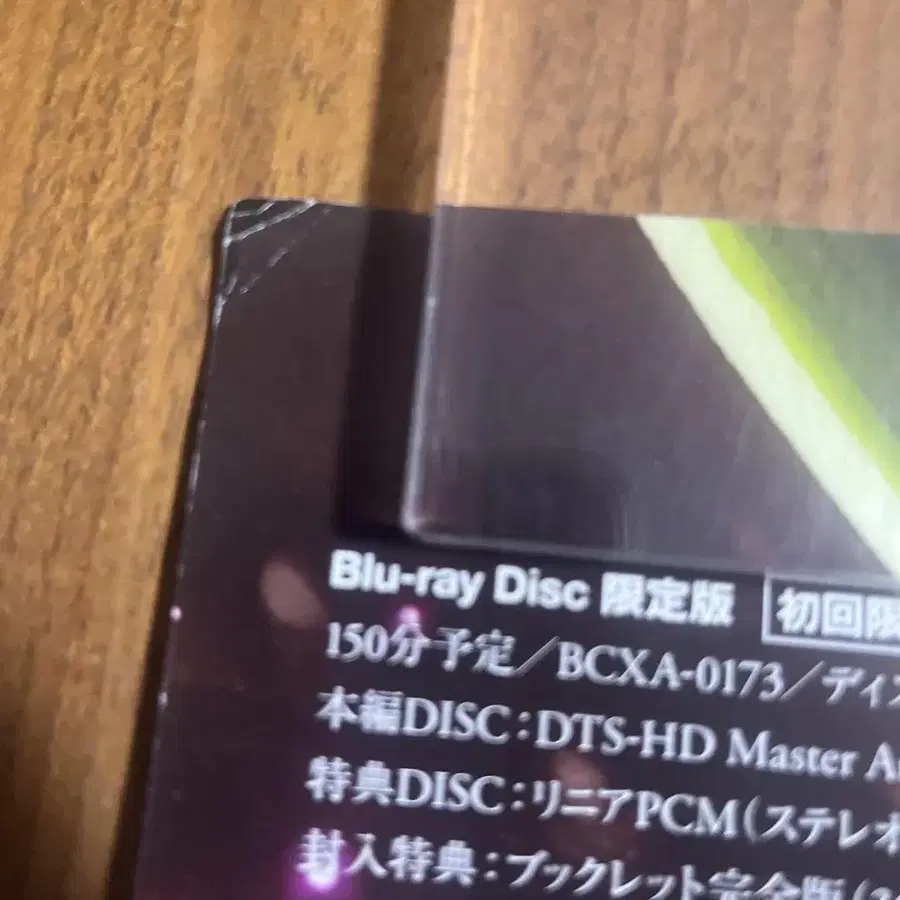 Blu-ray Disc 限定版 初回限
150分予定／BCXA-0173／ディス
本編DISC：DTS-HD Master Au
特典DISC：リニアPCM（ステレオ
封入特典：ブックレット完全版